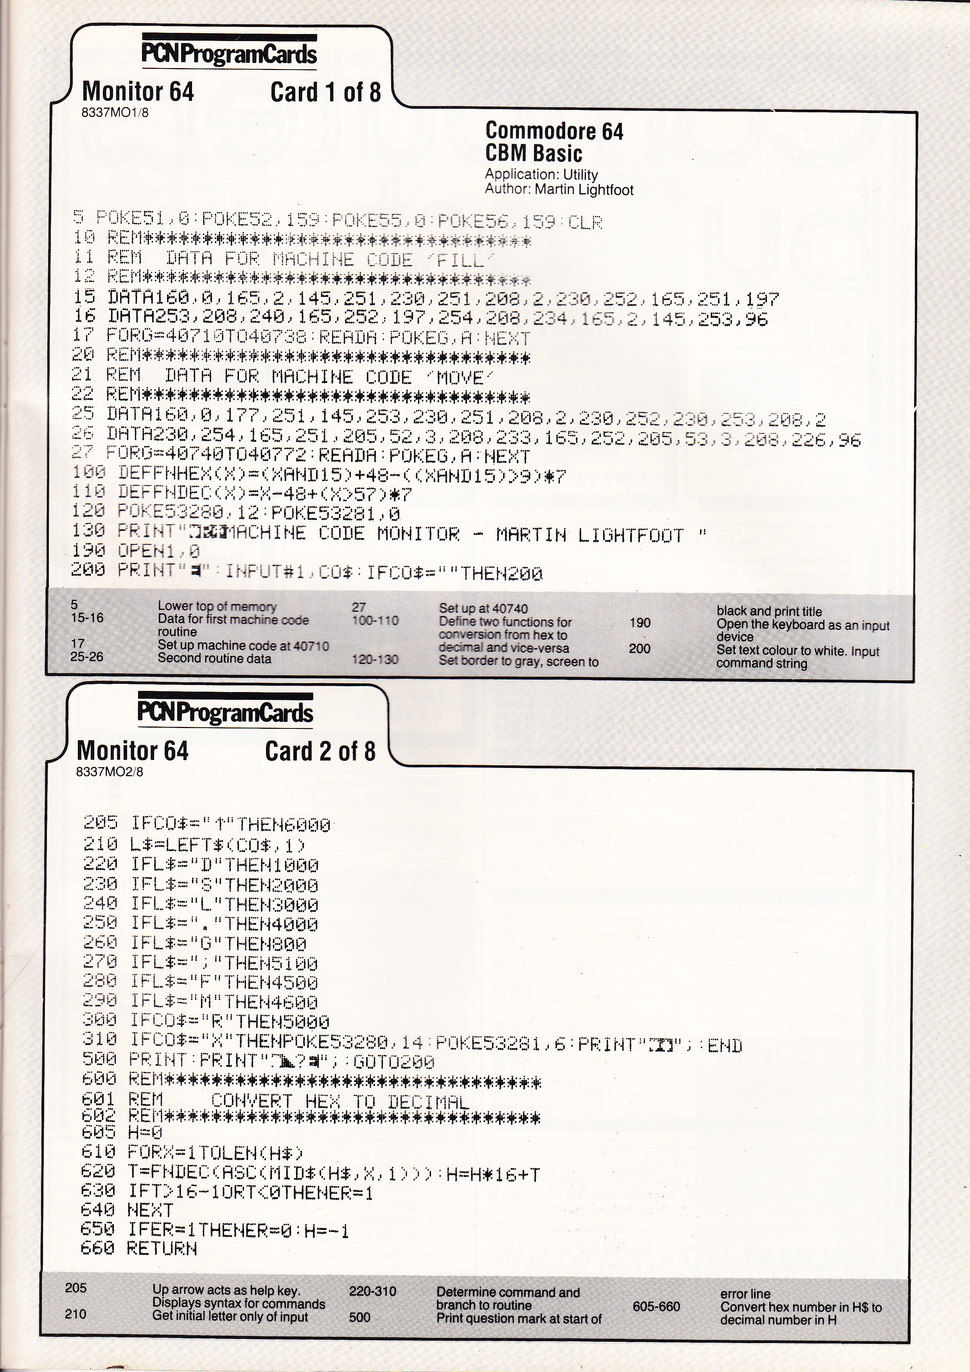 PCN ProgramCards
Monitor 64 Card 1 of 8
8337MO1/8
Commodore 64
CBM Basic
Application: Utility
Author: Martin Lightfoot
5 POKE51,0:POKE52,159:POKE55,0:POKE56,159:CLR
10 REM*********************************
11 REM  DATA FOR MACHINE CODE 'FILL'
12 REM*********************************
15 DATA160,0,165,2,145,251,230,251,208,2,230,252,165,251,197
16 DATA253,208,240,165,252,197,254,208,234,165,2,145,253,96
17 FORG=40710TO40738:READA:POKEG,A:NEXT
20 REM*********************************
21 REM  DATA FOR MACHINE CODE 'MOVE'
22 REM*********************************
25 DATA160,0,177,251,145,253,230,251,208,2,230,252,230,253,208,2
26 DATA230,254,165,251,205,52,3,208,233,165,252,205,53,3,208,226,96
27 FORG=40740TO40772:READA:POKEG,A:NEXT
100 DEFFNHEX(X)=(XAND15)+48-((XAND15)>9)*7
110 DEFFNDEC(X)=X-48+(X>57)*7
120 POKE53280,12:POKE53281,0
130 PRINT"MACHINE CODE MONITOR - MARTIN LIGHTFOOT "
190 OPEN1,0
200 PRINT"":INPUT#1,CO$:IFCO$=""THEN200
5 Lower top of memory
15-16 Data for first machine code routine
17 Set up machine code at 40710
25-26 Second routine data
27 Set up at 40740
100-110 Define two functions for conversion from hex to decimal and vice-versa
120-130 Set border to gray, screen to
black and print title
190 Open the keyboard as an input device
200 Set text colour to white. Input command string
PCN ProgramCards
Monitor 64 Card 2 of 8
8337MO2/8
205 IFCO$="↑"THEN6000
210 L$=LEFT$(CO$,1)
220 IFL$="D"THEN1000
230 IFL$="S"THEN2000
240 IFL$="L"THEN3000
250 IFL$="."THEN4000
260 IFL$="G"THEN800
270 IFL$=";"THEN5100
280 IFL$="F"THEN4500
290 IFL$="M"THEN4600
300 IFCO$="R"THEN5000
310 IFCO$="X"THENPOKE53280,14:POKE53281,6:PRINT"";:END
500 PRINT:PRINT"?";:GOTO200
600 REM********************************
601 REM    CONVERT HEX TO DECIMAL
602 REM********************************
605 H=0
610 FORX=1TOLEN(H$)
620 T=FNDEC(ASC(MID$(H$,X,1))):H=H*16+T
630 IFT>16-1ORT<0THENER=1
640 NEXT
650 IFER=1THENER=0:H=-1
660 RETURN
205 Up arrow acts as help key. Displays syntax for commands
210 Get initial letter only of input
220-310 Determine command and branch to routine
500 Print question mark at start of
error line
605-660 Convert hex number in H$ to decimal number in H